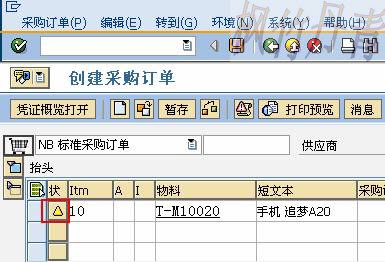 采购订单(P) 编辑(E) 转到(G) 环境(N) 系统(Y) 帮助(H)
创建采购订单
凭证概览打开 暂存 打印预览 消息
NB 标准采购订单 供应商
抬头
状 Itm A I 物料 短文本 采购订
10 T-M10020 手机 追梦A20